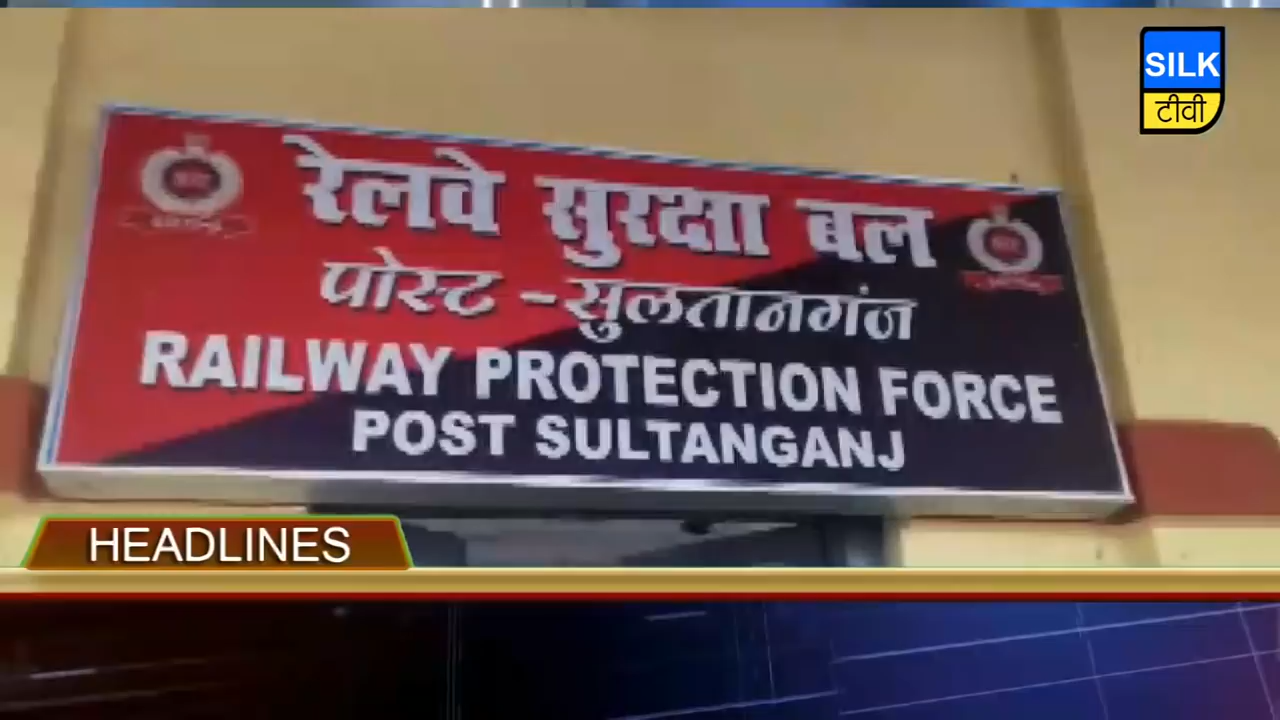 SILK
टीवी
रेलवे सुरक्षा बल
पोस्ट - सुलतानगंज
RAILWAY PROTECTION FORCE
POST SULTANGANJ
HEADLINES